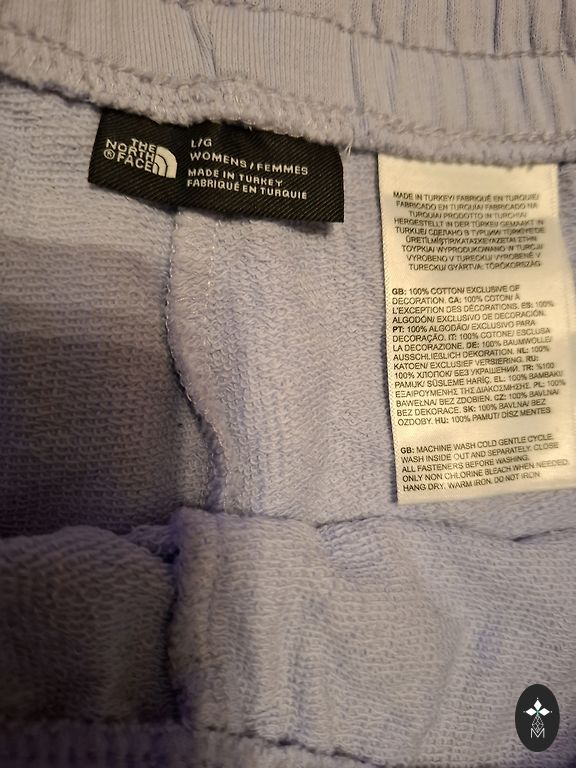 THE
NORTH
®FACE
L/G
WOMENS/FEMMES
MADE IN TURKEY
FABRIQUÉ EN TURQUIE
MADE IN TURKEY/ FABRIQUÉ EN TURQUIE/
FABRICADO EN TURQUIA/ FABRICADO NA
TURQUIA/ PRODOTTO IN TURCHIA/
HERGESTELLT IN DER TÜRKEI/ GEMAAKT IN
TURKIJE/ СДЕЛАНО В ТУРЦИИ/ TÜRKİYE'DE
ÜRETİLMİŞTİR/ ΚΑΤΑΣΚΕΥΑΖΕΤΑΙ ΣΤΗΝ
ΤΟΥΡΚΙΑ/ WYPRODUKOWANO W TURCJI/
VYROBENO V TURECKU/ VYROBENÉ V
TURECKU/ GYÁRTVA: TÖRÖKORSZÁG
GB: 100% COTTON/ EXCLUSIVE OF
DECORATION. CA: 100% COTON/ À
L'EXCEPTION DES DÉCORATIONS. ES: 100%
ALGODÓN/ EXCLUSIVO DE DECORACIÓN.
PT: 100% ALGODÃO/ EXCLUSIVO PARA
DECORAÇÃO. IT: 100% COTONE/ ESCLUSA
LA DECORAZIONE. DE: 100% BAUMWOLLE/
AUSSCHLIEßLICH DEKORATION. NL: 100%
KATOEN/ EXCLUSIEF VERSIERING. RU:
100% ХЛОПОК/ БЕЗ УКРАШЕНИЙ. TR: %100
PAMUK/ SÜSLEME HARİÇ. EL: 100% ΒΑΜΒΑΚΙ/
ΕΞΑΙΡΟΥΜΕΝΗΣ ΤΗΣ ΔΙΑΚΟΣΜΗΣΗΣ. PL: 100%
BAWEŁNA/ BEZ ZDOBIEŃ. CZ: 100% BAVLNA/
BEZ DEKORACE. SK: 100% BAVLNA/ BEZ
OZDOBY. HU: 100% PAMUT/ DÍSZ MENTES
GB: MACHINE WASH COLD GENTLE CYCLE.
WASH INSIDE OUT AND SEPARATELY. CLOSE
ALL FASTENERS BEFORE WASHING.
ONLY NON CHLORINE BLEACH WHEN NEEDED.
HANG DRY. WARM IRON. DO NOT IRON
M